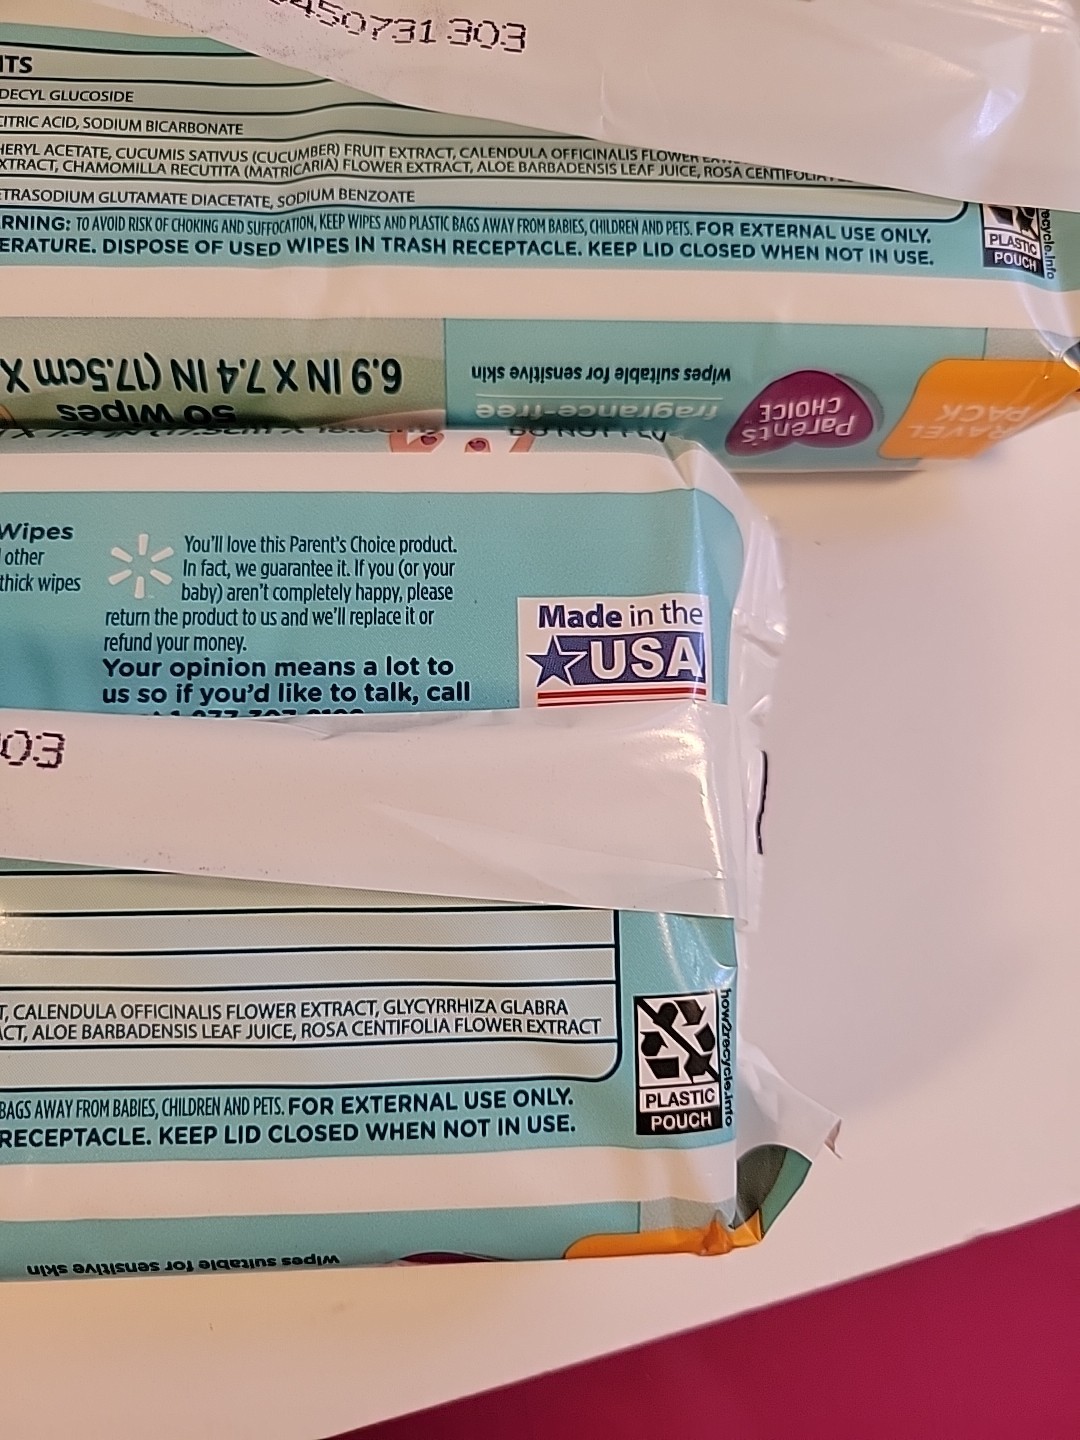 450731 303
DECYL GLUCOSIDE
CITRIC ACID, SODIUM BICARBONATE
ACETATE, CUCUMIS SATIVUS (CUCUMBER) FRUIT EXTRACT, CALENDULA OFFICINALIS FLOWER
CHAMOMILLA RECUTITA (MATRICARIA) FLOWER EXTRACT, ALOE BARBADENSIS LEAF JUICE, ROSA
GLUTAMATE DIACETATE, SODIUM BENZOATE
TO AVOID RISK OF CHOKING AND SUFFOCATION, KEEP WIPES AND PLASTIC BAGS AWAY FROM BABIES, CHILDREN AND PETS. FOR EXTERNAL USE ONLY.
DISPOSE OF USED WIPES IN TRASH RECEPTACLE. KEEP LID CLOSED WHEN NOT IN USE.
PLASTIC
POUCH
TRAVEL
PACK
Parent's
CHOICE
fragrance-free
wipes suitable for sensitive skin
50 wipes
6.9 IN X 7.4 IN (17.5cm X
Wipes
other
thick wipes
You'll love this Parent's Choice product.
In fact, we guarantee it. If you (or your
baby) aren't completely happy, please
return the product to us and we'll replace it or
refund your money.
Your opinion means a lot to
us so if you'd like to talk, call
Made in the
USA
03
CALENDULA OFFICINALIS FLOWER EXTRACT, GLYCYRRHIZA GLABRA
ALOE BARBADENSIS LEAF JUICE, ROSA CENTIFOLIA FLOWER EXTRACT
BAGS AWAY FROM BABIES, CHILDREN AND PETS. FOR EXTERNAL USE ONLY.
RECEPTACLE. KEEP LID CLOSED WHEN NOT IN USE.
PLASTIC
POUCH
how2recycle.info
wipes suitable for sensitive skin